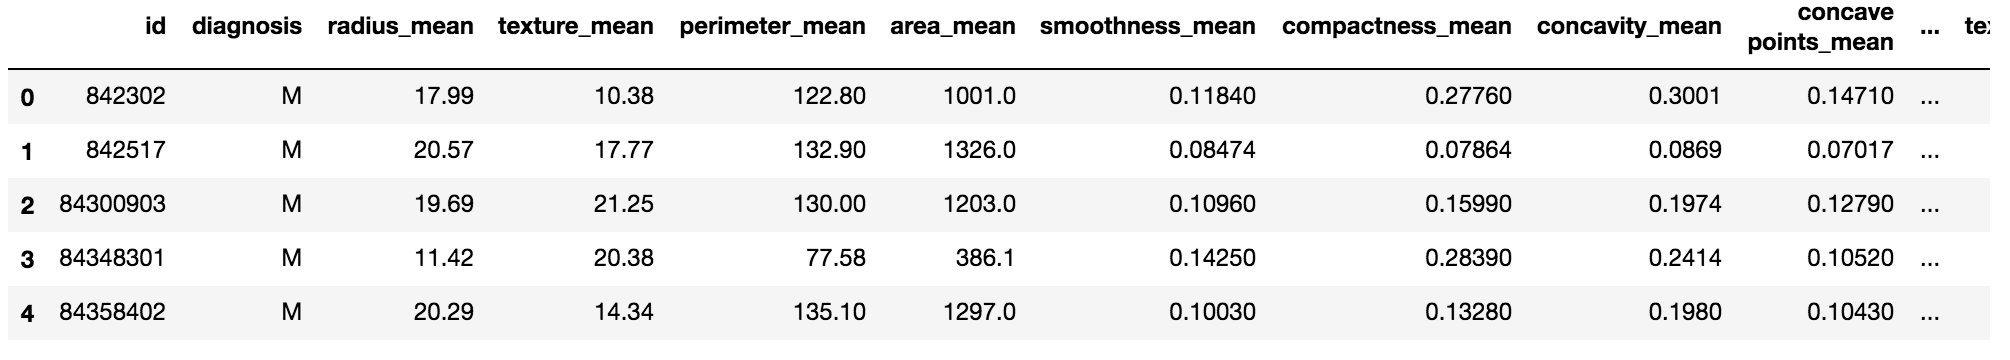 id diagnosis radius_mean texture_mean perimeter_mean area_mean smoothness_mean compactness_mean concavity_mean concave points_mean ...
0 842302 M 17.99 10.38 122.80 1001.0 0.11840 0.27760 0.3001 0.14710 ...
1 842517 M 20.57 17.77 132.90 1326.0 0.08474 0.07864 0.0869 0.07017 ...
2 84300903 M 19.69 21.25 130.00 1203.0 0.10960 0.15990 0.1974 0.12790 ...
3 84348301 M 11.42 20.38 77.58 386.1 0.14250 0.28390 0.2414 0.10520 ...
4 84358402 M 20.29 14.34 135.10 1297.0 0.10030 0.13280 0.1980 0.10430 ...